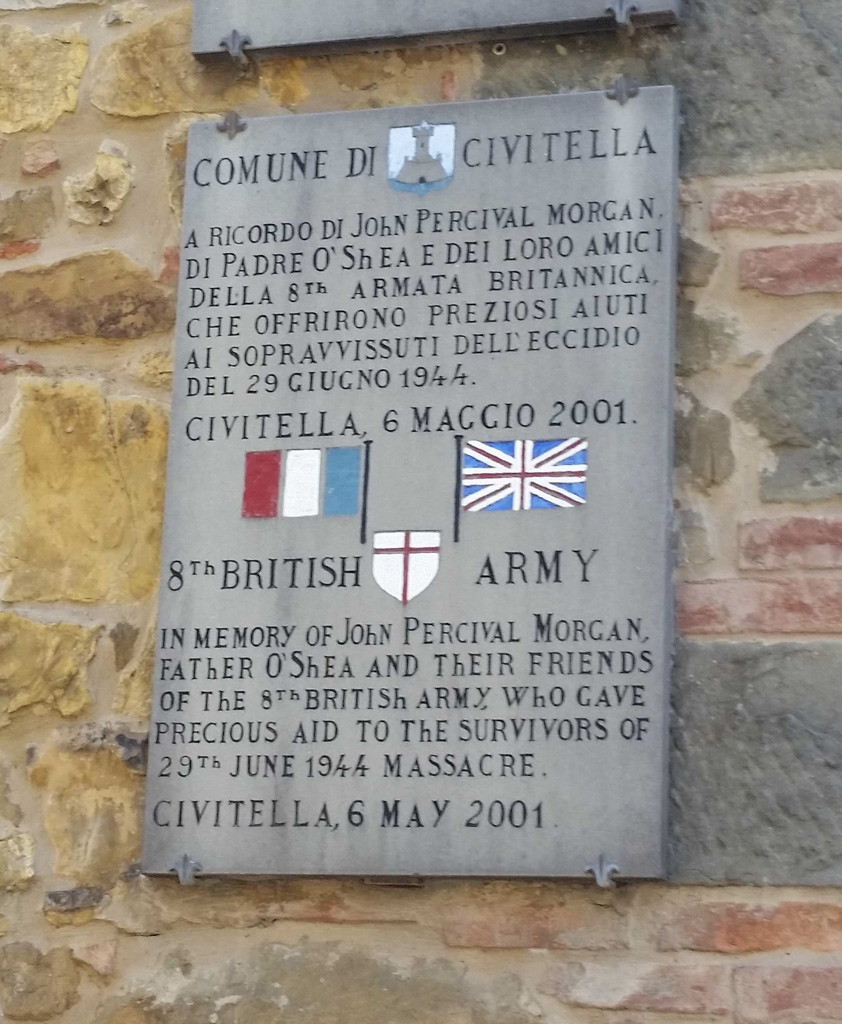 COMUNE DI CIVITELLA
A RICORDO DI JOhN PERCIVAL MORGAN,
DI PADRE O'ShEA E DEI LORO AMICI
DELLA 8Th ARMATA BRITANNICA,
CHE OFFRIRONO PREZIOSI AIUTI
AI SOPRAVVISSUTI DELL'ECCIDIO
DEL 29 GIUGNO 1944.
CIVITELLA, 6 MAGGIO 2001.
8Th BRITISH ARMY
IN MEMORY OF JOhN PERCIVAL MORGAN,
FATHER O'ShEA AND ThEIR FRIENDS
OF ThE 8Th BRITISh ARMY, WhO GAVE
PRECIOUS AID TO ThE SURVIVORS OF
29Th JUNE 1944 MASSACRE.
CIVITELLA, 6 MAY 2001.